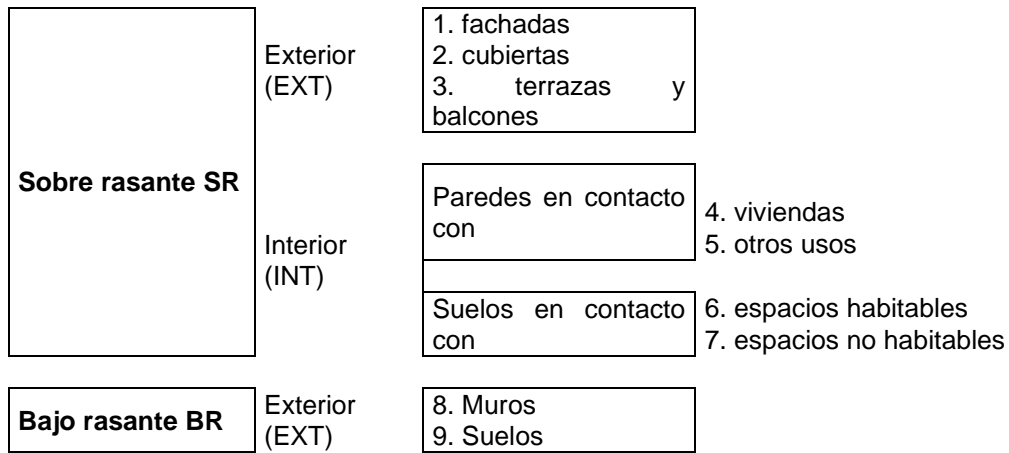 Sobre rasante SR
Exterior
(EXT)
1. fachadas
2. cubiertas
3. terrazas y
balcones
Interior
(INT)
Paredes en contacto
con
4. viviendas
5. otros usos
Suelos en contacto
con
6. espacios habitables
7. espacios no habitables
Bajo rasante BR
Exterior
(EXT)
8. Muros
9. Suelos